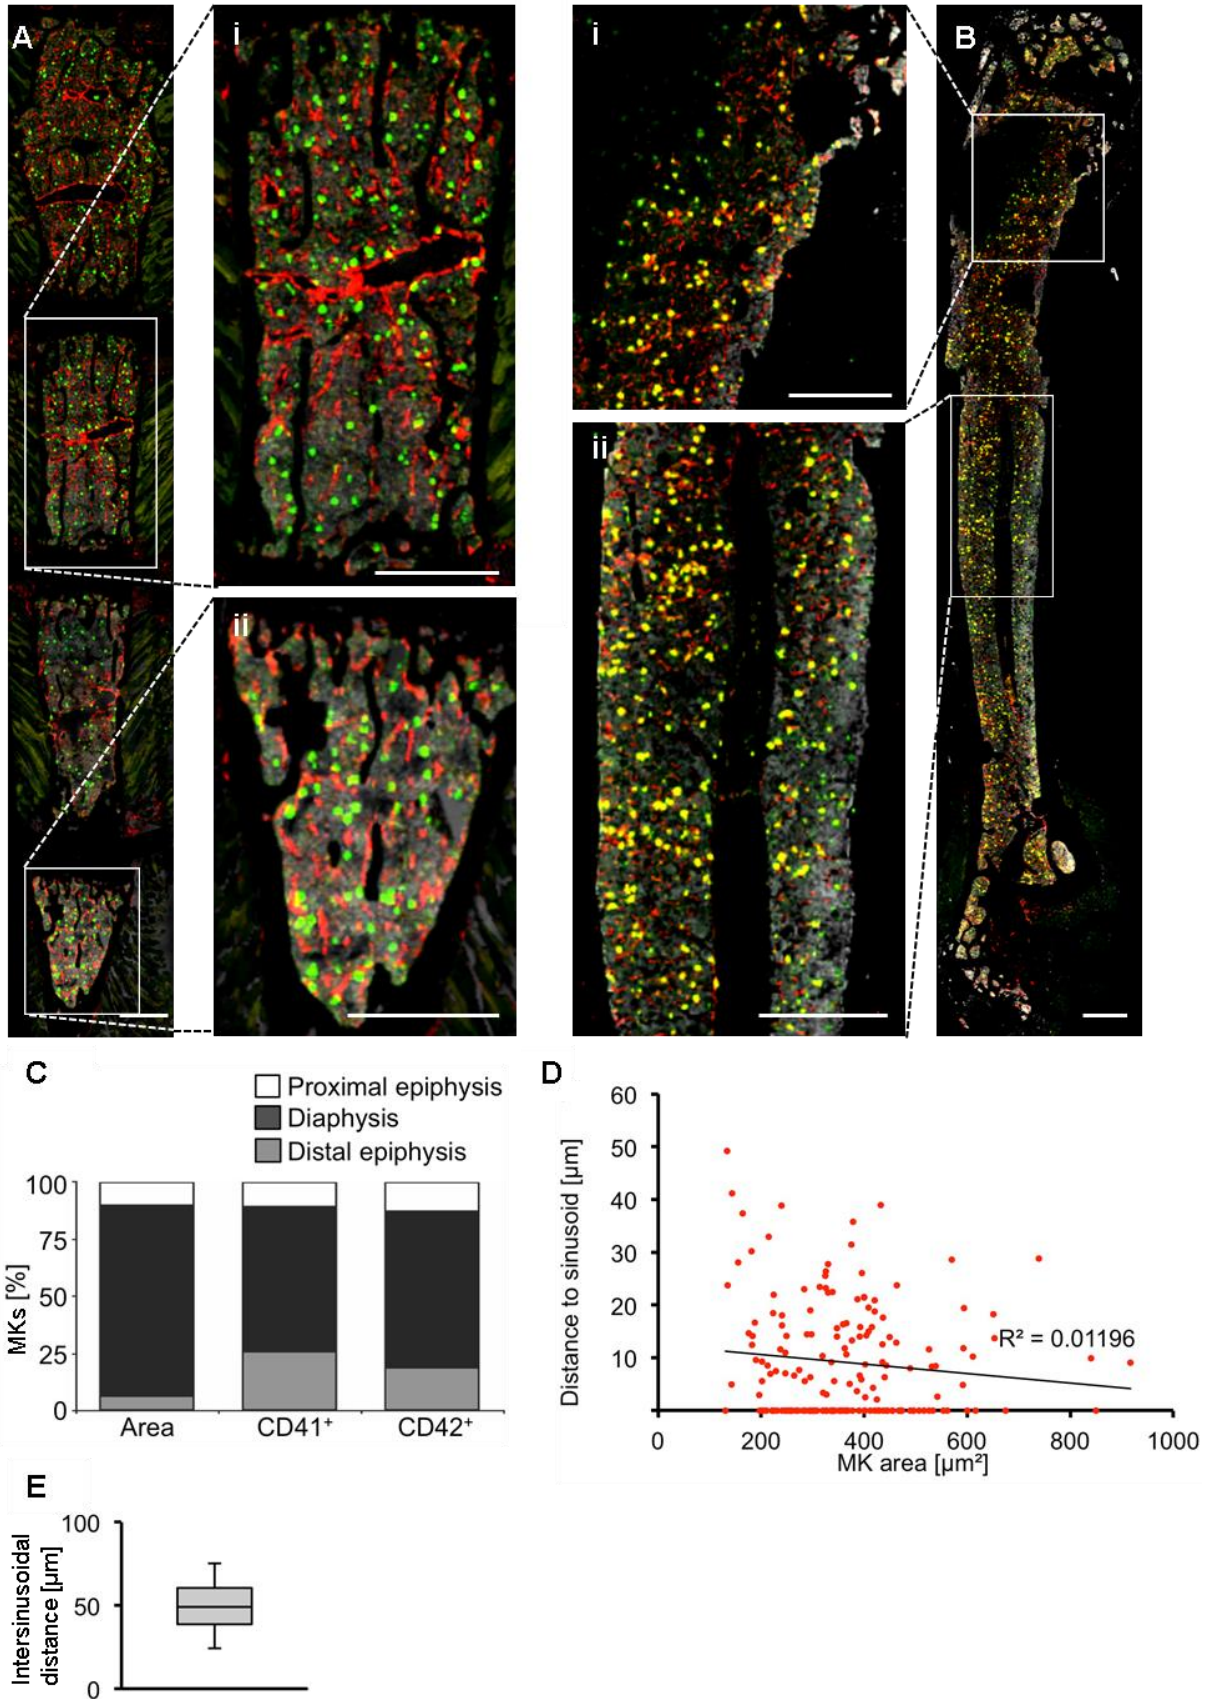 A
i
ii
i
ii
B
C
Proximal epiphysis
Diaphysis
Distal epiphysis
MKs [%]
100
75
50
25
0
Area
CD41⁺
CD42⁺
D
Distance to sinusoid [µm]
60
50
40
30
20
10
R² = 0.01196
0
200
400
600
800
1000
MK area [µm²]
E
Intersinusoidal
distance [µm]
100
50
0